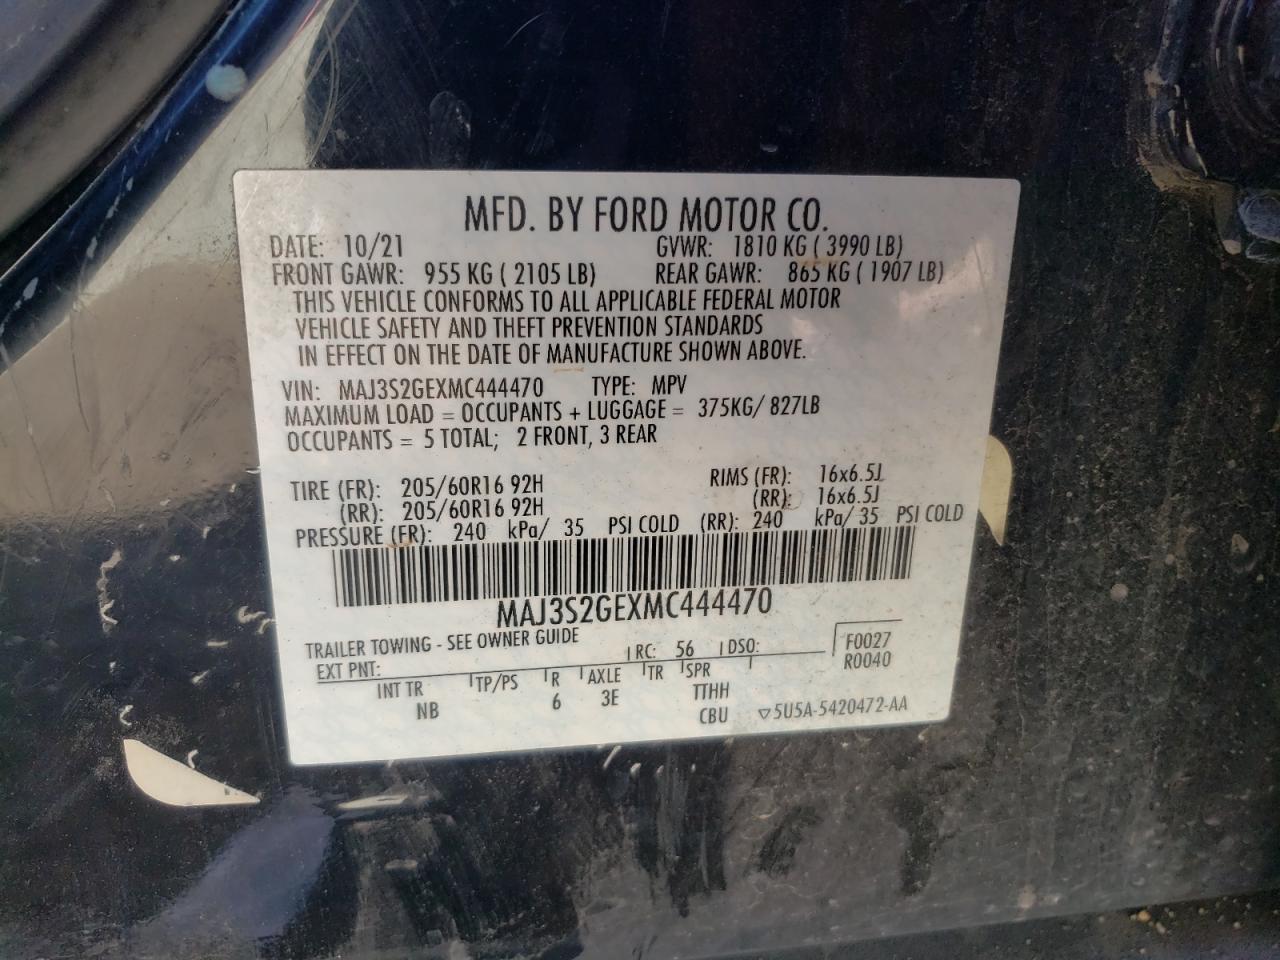 MFD. BY FORD MOTOR CO.
DATE: 10/21 GVWR: 1810 KG ( 3990 LB)
FRONT GAWR: 955 KG ( 2105 LB) REAR GAWR: 865 KG ( 1907 LB)
THIS VEHICLE CONFORMS TO ALL APPLICABLE FEDERAL MOTOR
VEHICLE SAFETY AND THEFT PREVENTION STANDARDS
IN EFFECT ON THE DATE OF MANUFACTURE SHOWN ABOVE.
VIN: MAJ3S2GEXMC444470 TYPE: MPV
MAXIMUM LOAD = OCCUPANTS + LUGGAGE = 375KG/ 827LB
OCCUPANTS = 5 TOTAL; 2 FRONT, 3 REAR
TIRE (FR): 205/60R16 92H RIMS (FR): 16x6.5J
(RR): 205/60R16 92H (RR): 16x6.5J
PRESSURE (FR): 240 kPa/ 35 PSI COLD (RR): 240 kPa/ 35 PSI COLD
MAJ3S2GEXMC444470
TRAILER TOWING - SEE OWNER GUIDE
EXT PNT: RC: 56 DSO: F0027
R0040
INT TR TP/PS R AXLE TR SPR
NB 6 3E TTHH
CBU ▽5U5A-5420472-AA